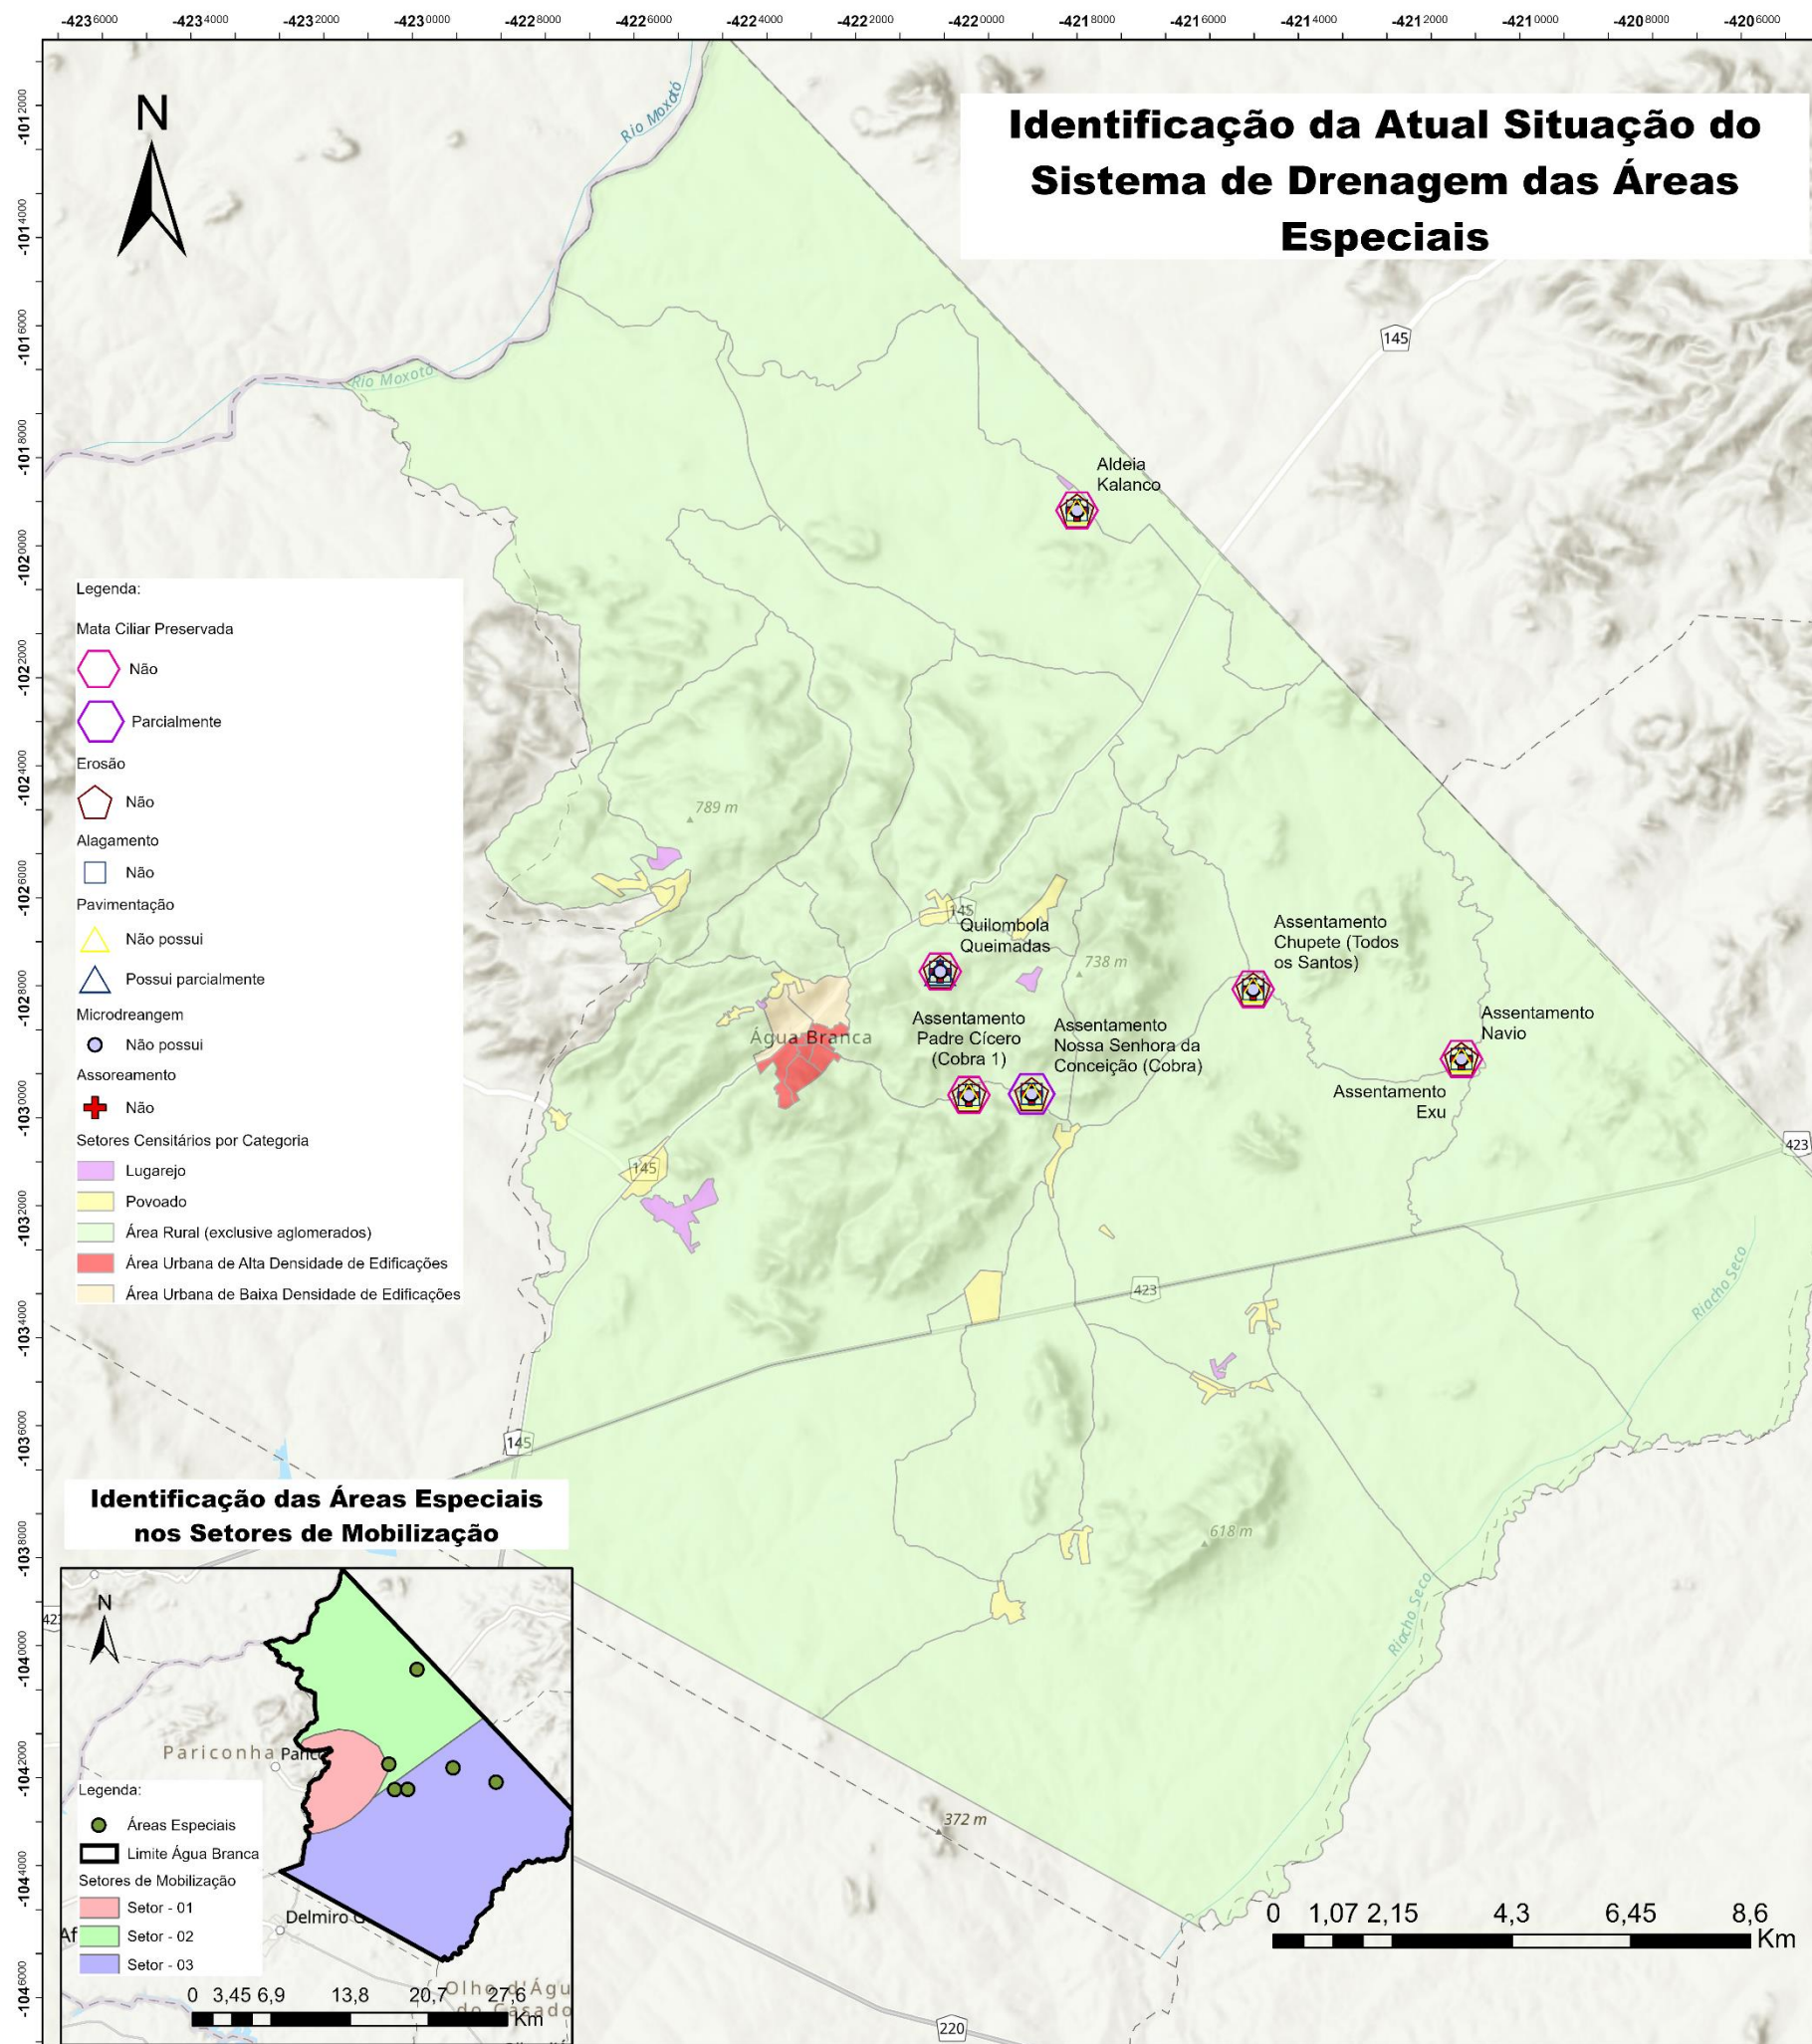 -4236000 -4234000 -4232000 -4230000 -4228000 -4226000 -4224000 -4222000 -4220000 -4218000 -4216000 -4214000 -4212000 -4210000 -4208000 -4206000
-1012000
-1014000
-1016000
-1018000
-1020000
-1022000
-1024000
-1026000
-1028000
-1030000
-1032000
-1034000
-1036000
-1038000
-1040000
-1042000
-1044000
-1046000
N
Identificação da Atual Situação do
Sistema de Drenagem das Áreas
Especiais
Rio Moxotó
Rio Moxotó
145
Aldeia
Kalanco
789 m
145
Quilombola
Queimadas
738 m
Assentamento
Chupete (Todos
os Santos)
Assentamento
Navio
Assentamento
Exu
Água Branca
Assentamento
Padre Cícero
(Cobra 1)
Assentamento
Nossa Senhora da
Conceição (Cobra)
145
423
423
145
Riacho Seco
618 m
Riacho Seco
372 m
220
Legenda:
Mata Ciliar Preservada
Não
Parcialmente
Erosão
Não
Alagamento
Não
Pavimentação
Não possui
Possui parcialmente
Microdreangem
Não possui
Assoreamento
Não
Setores Censitários por Categoria
Lugarejo
Povoado
Área Rural (exclusive aglomerados)
Área Urbana de Alta Densidade de Edificações
Área Urbana de Baixa Densidade de Edificações
Identificação das Áreas Especiais
nos Setores de Mobilização
N
Pariconha
Delmiro G
Olho d'Águ
do Casado
Legenda:
Áreas Especiais
Limite Água Branca
Setores de Mobilização
Setor - 01
Setor - 02
Setor - 03
0 3,45 6,9 13,8 20,7 27,6
Km
0 1,07 2,15 4,3 6,45 8,6
Km